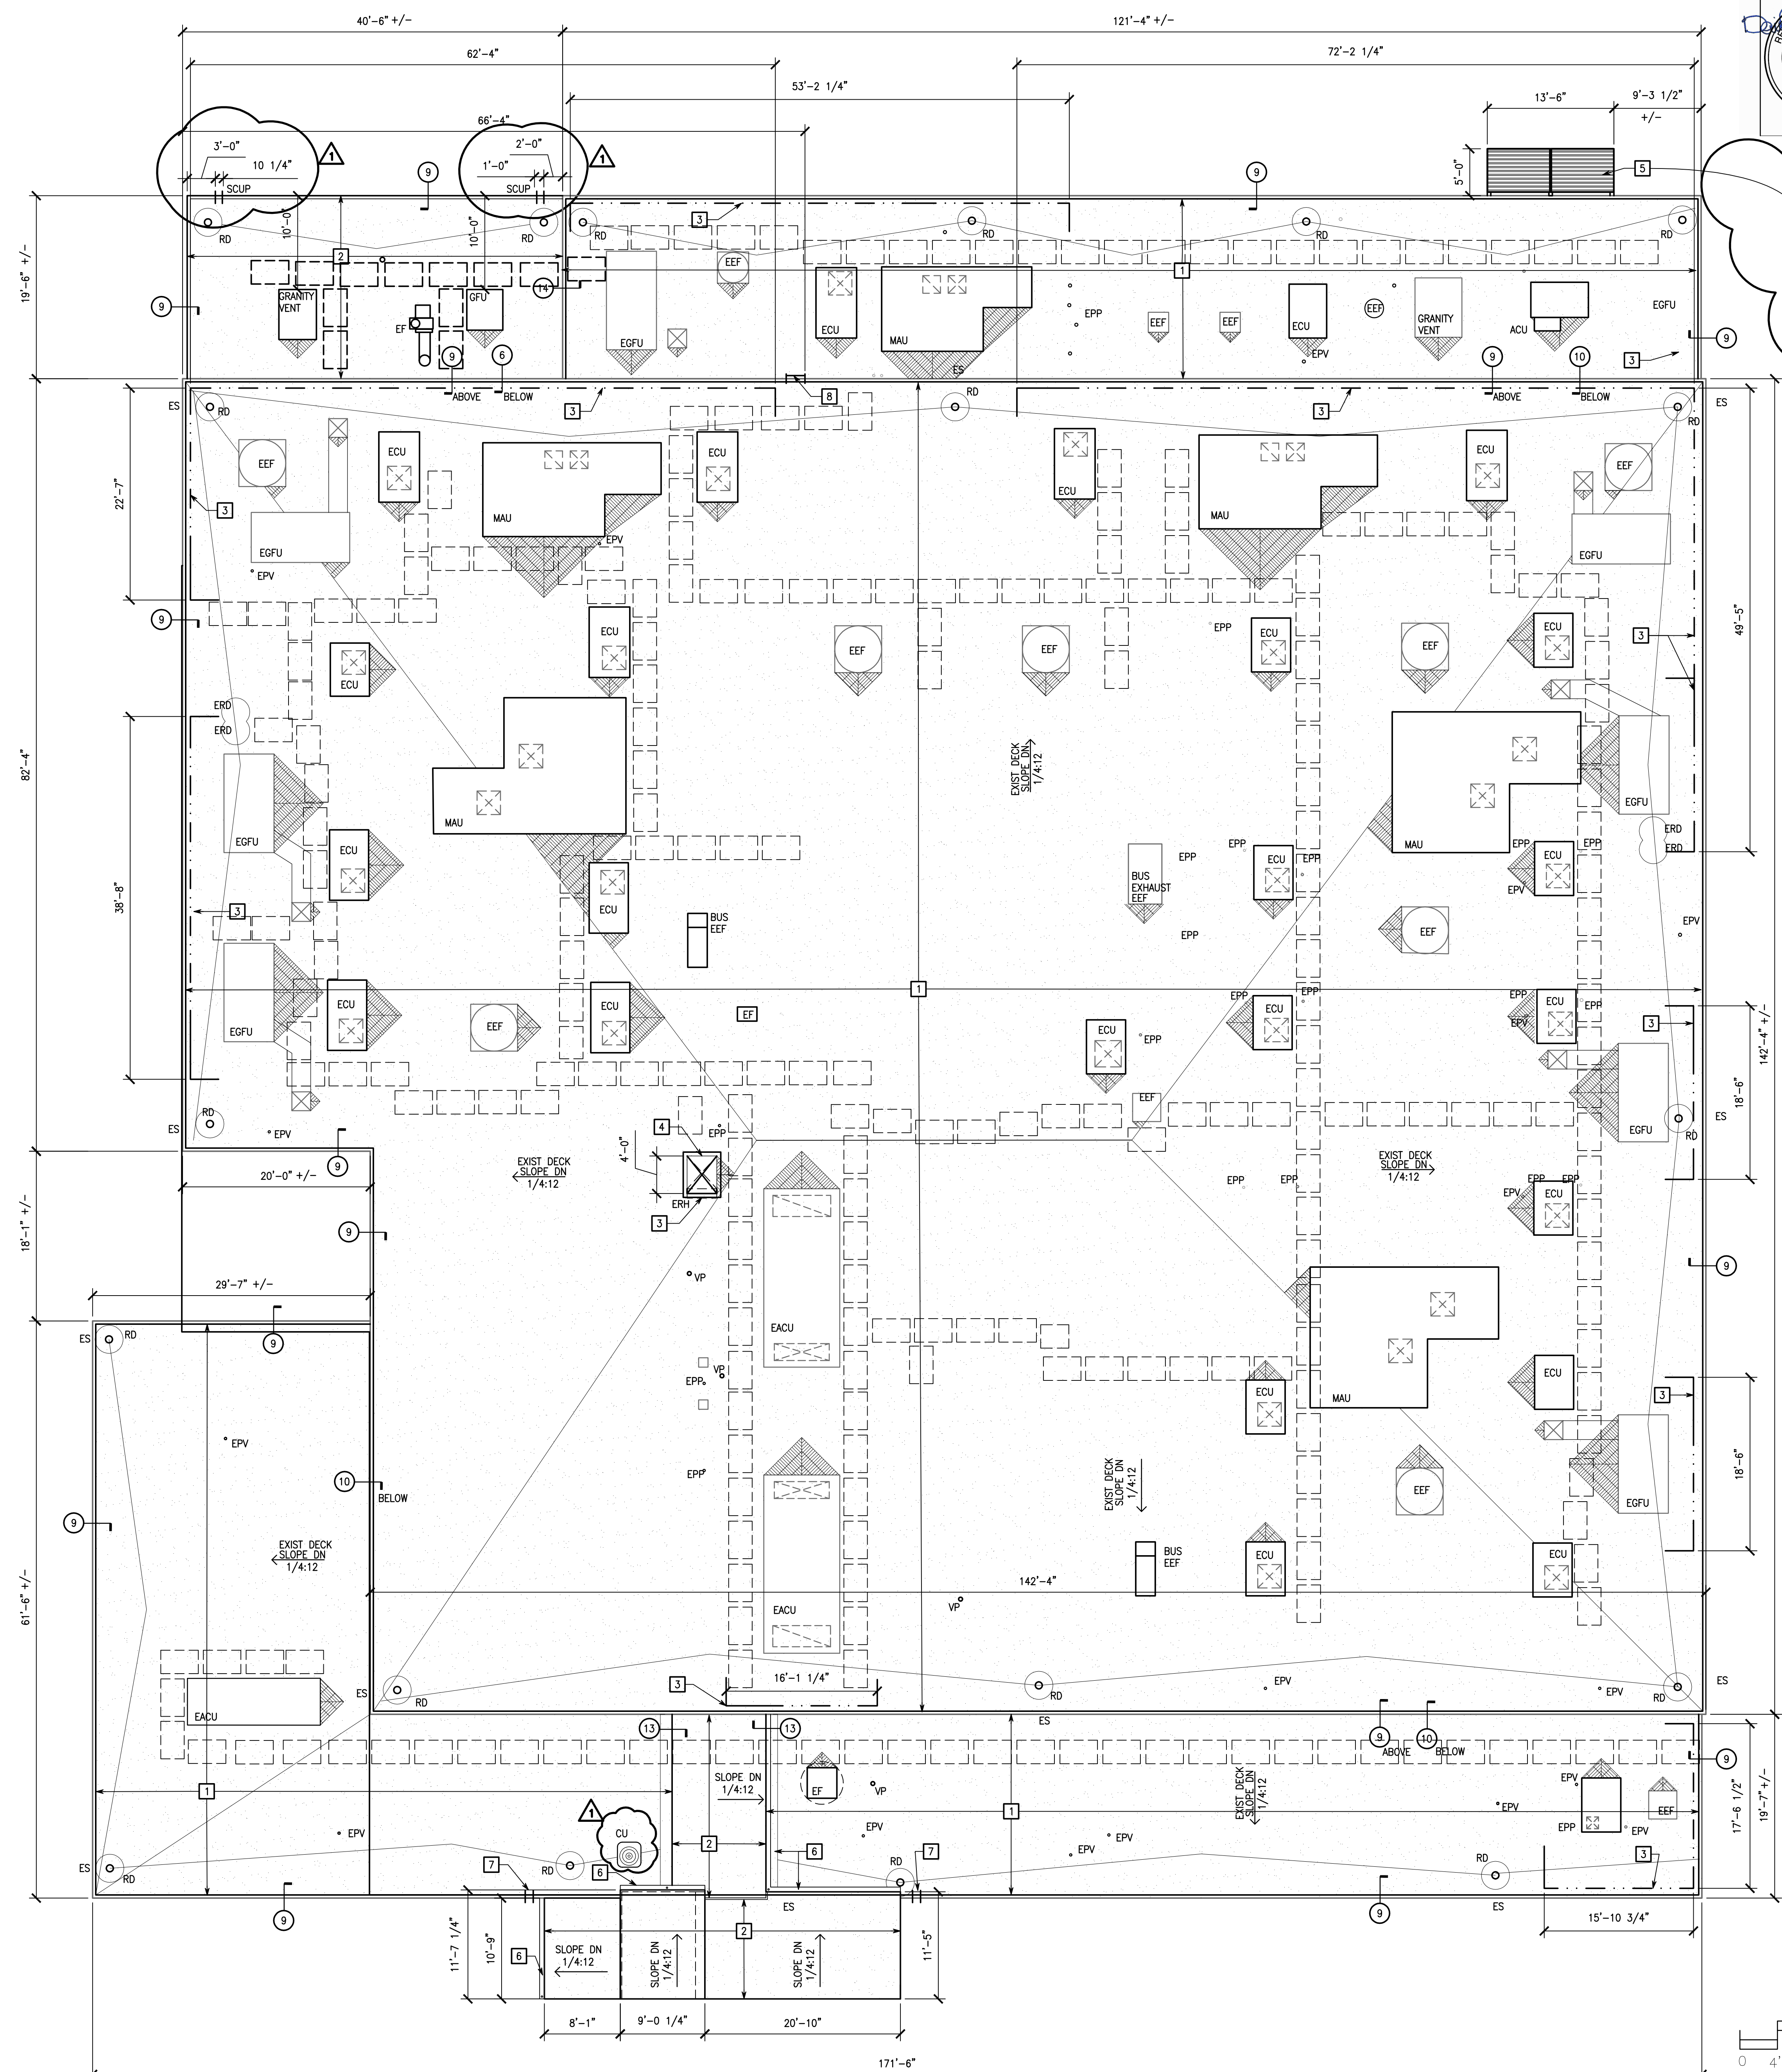 40'-6" +/-
121'-4" +/-
62'-4"
72'-2 1/4"
53'-2 1/4"
13'-6"
9'-3 1/2"
+/-
66'-4"
3'-0"
10 1/4"
1
2'-0"
1'-0"
1
SCUP
SCUP
9
9
5'-0"
5
19'-6" +/-
10'-0"
10'-0"
RD
RD
RD
3
RD
RD
RD
2
1
EEF
14
GRANITY
VENT
GFU
EF
9
EGFU
ECU
MAU
EPP
EEF
EEF
ECU
EEF
GRANITY
VENT
ACU
EGFU
EPV
9
3
9
6
ABOVE
BELOW
8
ES
9
10
ABOVE
BELOW
ES
RD
3
RD
3
RD
ES
22'-7"
EEF
ECU
MAU
ECU
ECU
MAU
ECU
EEF
3
EGFU
EPV
EPV
EGFU
9
49'-5"
ECU
ECU
EEF
EEF
EPP
ECU
EEF
ECU
3
ERD
ERD
82'-4"
EXIST DECK
SLOPE DN
1/4:12
MAU
EGFU
MAU
EGFU
ERD
ERD
38'-8"
ECU
ECU
EPP
EPP
ECU
EPP
EPP
ECU
EPP
EPV
BUS
EXHAUST
EEF
3
BUS
EEF
EPP
EEF
EPV
1
EGFU
ECU
EEF
ECU
EF
ECU
EPP
EPP
ECU
EPP
EPP
ECU
EPV
EPP
3
142'-4" +/-
18'-6"
RD
ES
EPV
9
4
EPP
4'-0"
EEF
EGFU
RD
ES
20'-0" +/-
EXIST DECK
SLOPE DN
1/4:12
ERH
3
EXIST DECK
SLOPE DN
1/4:12
EPP
EPP
EPV
EPP
EPP
ECU
18'-1" +/-
9
9
29'-7" +/-
VP
ES
RD
9
EACU
VP
EPP
MAU
ECU
ECU
3
18'-6"
EPV
10
BELOW
EPP
EXIST DECK
SLOPE DN
1/4:12
EEF
EGFU
9
EXIST DECK
SLOPE DN
1/4:12
BUS
EEF
ECU
ECU
61'-6" +/-
142'-4"
EACU
VP
16'-1 1/4"
3
ES
RD
RD
EPV
EPV
RD
ES
EACU
13
13
ES
9
10
ABOVE
BELOW
9
1
SLOPE DN
1/4:12
EF
VP
EXIST DECK
SLOPE DN
1/4:12
EPV
EPV
EEF
EPP
EPV
17'-6 1/2"
19'-7" +/-
1
CU
1
2
EPV
EPV
EPV
EPV
6
7
3
ES
RD
7
RD
6
RD
RD
9
ES
9
ES
11'-7 1/4"
10'-9"
6
SLOPE DN
1/4:12
SLOPE DN
1/4:12
2
SLOPE DN
1/4:12
11'-5"
15'-10 3/4"
8'-1"
9'-0 1/4"
20'-10"
171'-6"
0
4'